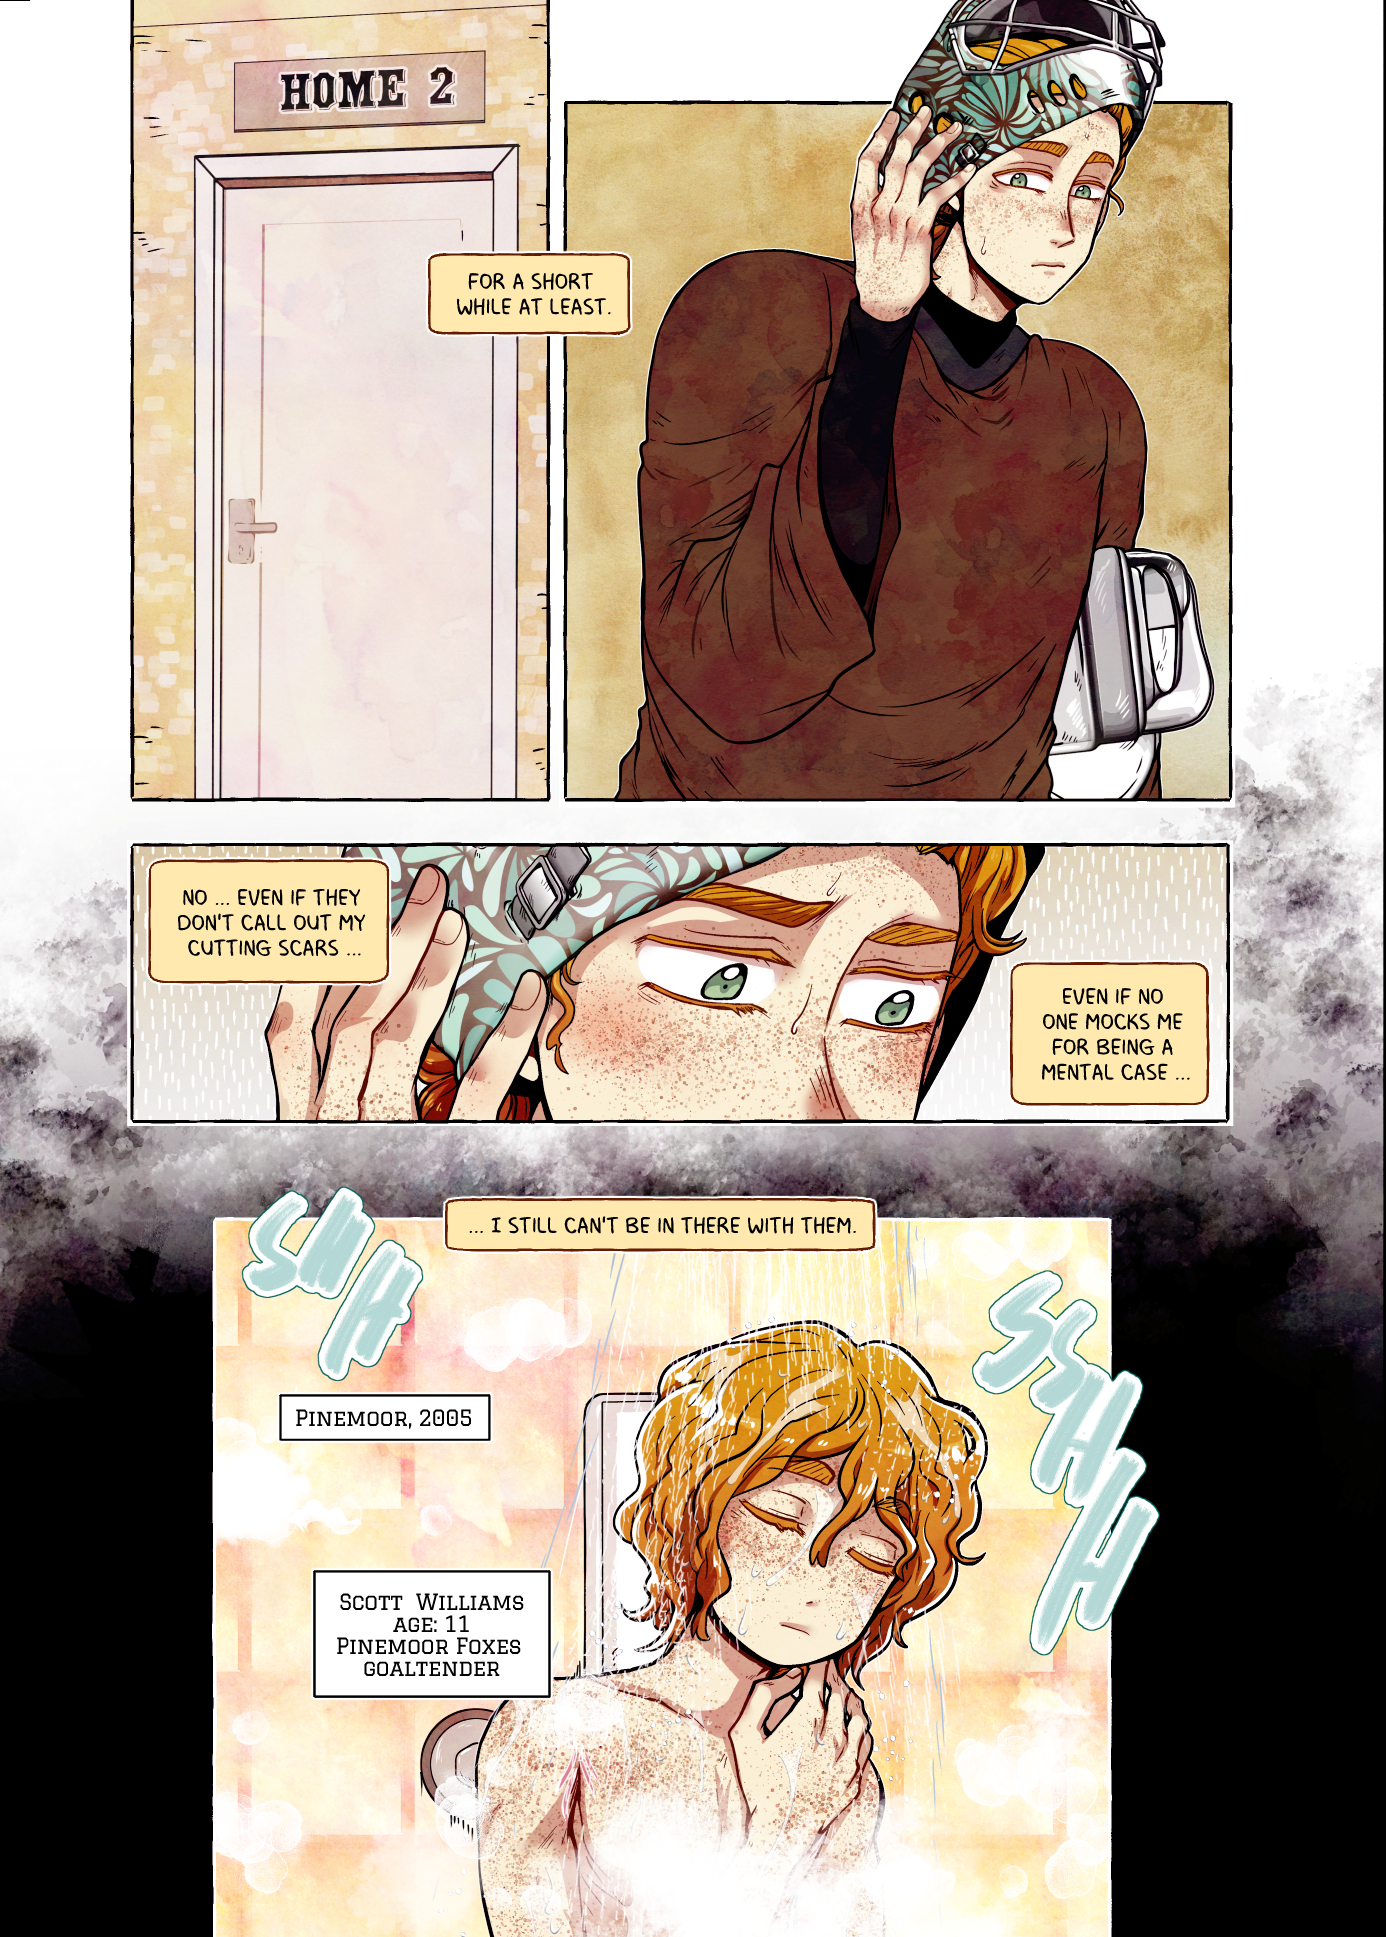 HOME 2
FOR A SHORT
WHILE AT LEAST.
NO ... EVEN IF THEY
DON'T CALL OUT MY
CUTTING SCARS ...
EVEN IF NO
ONE MOCKS ME
FOR BEING A
MENTAL CASE ...
... I STILL CAN'T BE IN THERE WITH THEM.
SHH
SSHH
PINEMOOR, 2005
SCOTT WILLIAMS
AGE: 11
PINEMOOR FOXES
GOALTENDER